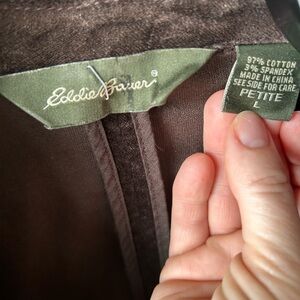 Eddie Bauer®
97% COTTON
3% SPANDEX
MADE IN CHINA
SEE SIDE FOR CARE
PETITE
L